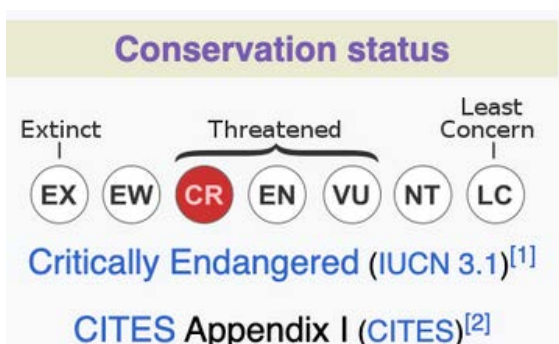 Conservation status
Extinct
Threatened
Least
Concern
EX EW CR EN VU NT LC
Critically Endangered (IUCN 3.1)[1]
CITES Appendix I (CITES)[2]